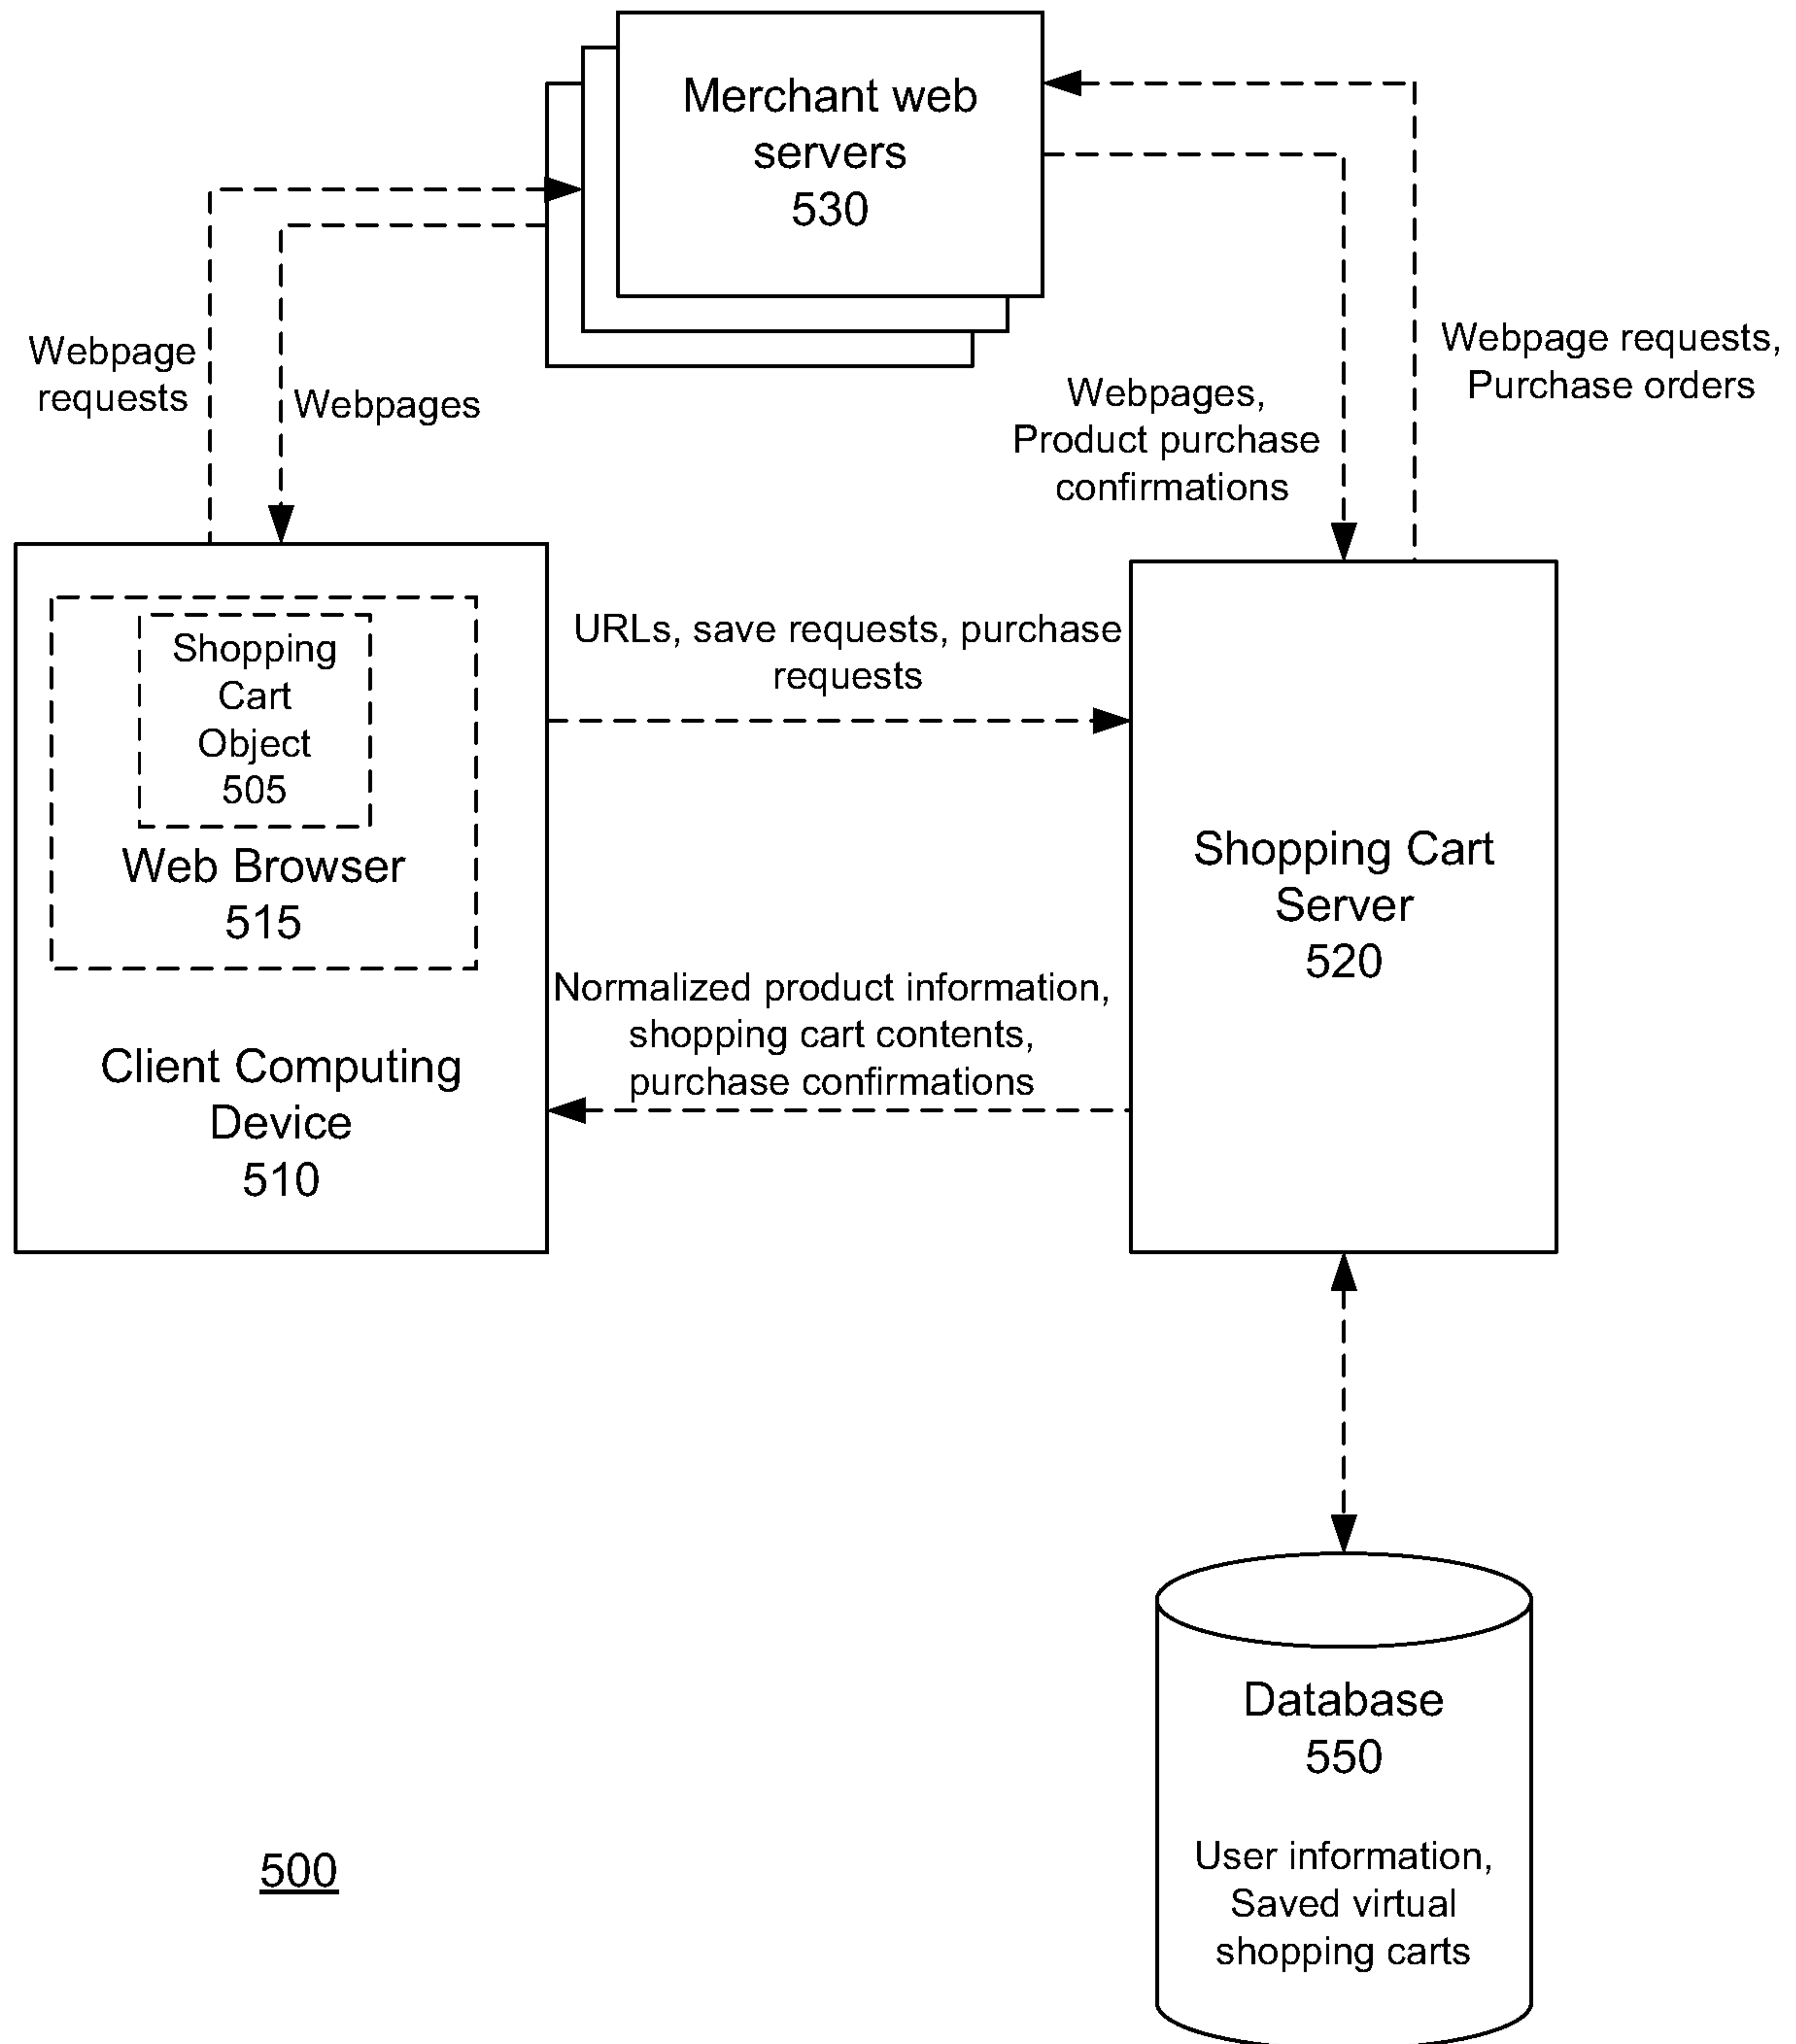 Merchant web
servers
530
Webpage
requests
Webpages
Webpages,
Product purchase
confirmations
Webpage requests,
Purchase orders
Shopping
Cart
Object
505
Web Browser
515
Client Computing
Device
510
URLs, save requests, purchase
requests
Normalized product information,
shopping cart contents,
purchase confirmations
Shopping Cart
Server
520
Database
550
User information,
Saved virtual
shopping carts
500